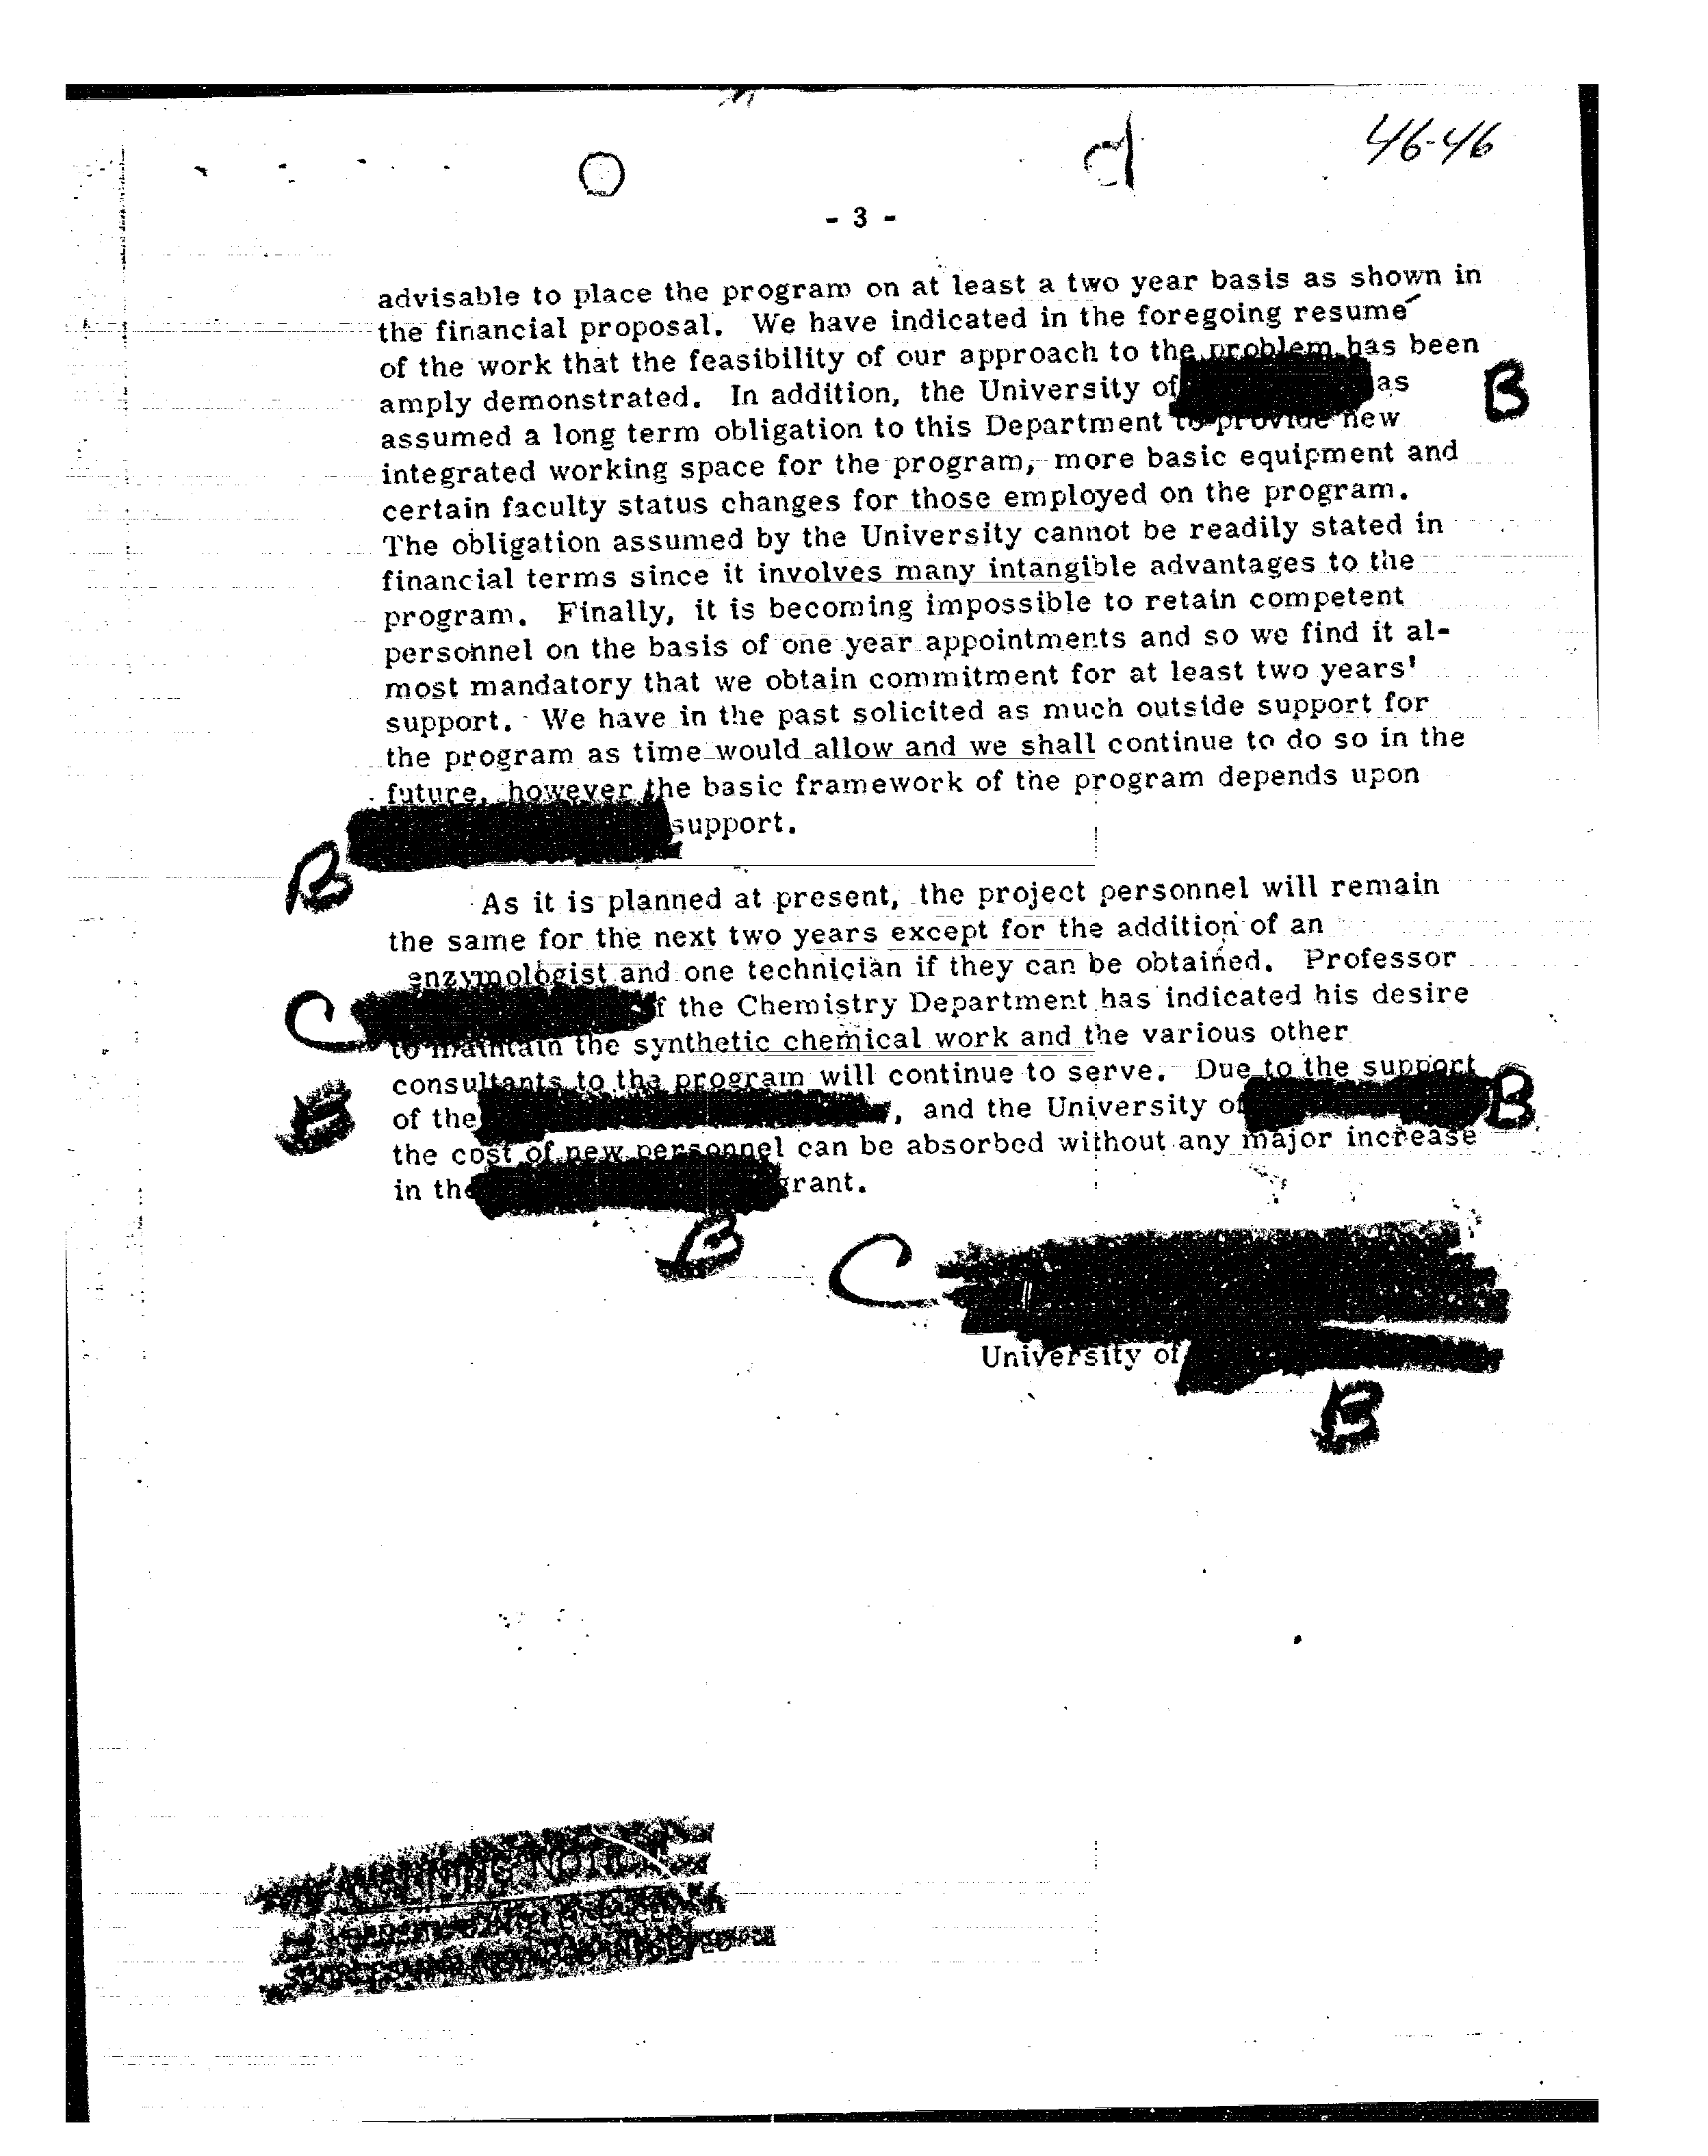 46-46
d
- 3 -
advisable to place the program on at least a two year basis as shown in
the financial proposal. We have indicated in the foregoing resumé
of the work that the feasibility of our approach to the problem has been
amply demonstrated. In addition, the University of as
assumed a long term obligation to this Department to provide new
integrated working space for the program, more basic equipment and
certain faculty status changes for those employed on the program.
The obligation assumed by the University cannot be readily stated in
financial terms since it involves many intangible advantages to the
program. Finally, it is becoming impossible to retain competent
personnel on the basis of one year appointments and so we find it al-
most mandatory that we obtain commitment for at least two years'
support. We have in the past solicited as much outside support for
the program as time would allow and we shall continue to do so in the
future, however the basic framework of the program depends upon
support.
B
B
As it is planned at present, the project personnel will remain
the same for the next two years except for the addition of an
enzymologist and one technician if they can be obtained. Professor
C f the Chemistry Department has indicated his desire
to maintain the synthetic chemical work and the various other
consultants to the program will continue to serve. Due to the support
B of the , and the University of B
the cost of new personnel can be absorbed without any major increase
in the grant.
B
C
University of
B
WARNING NOTICE